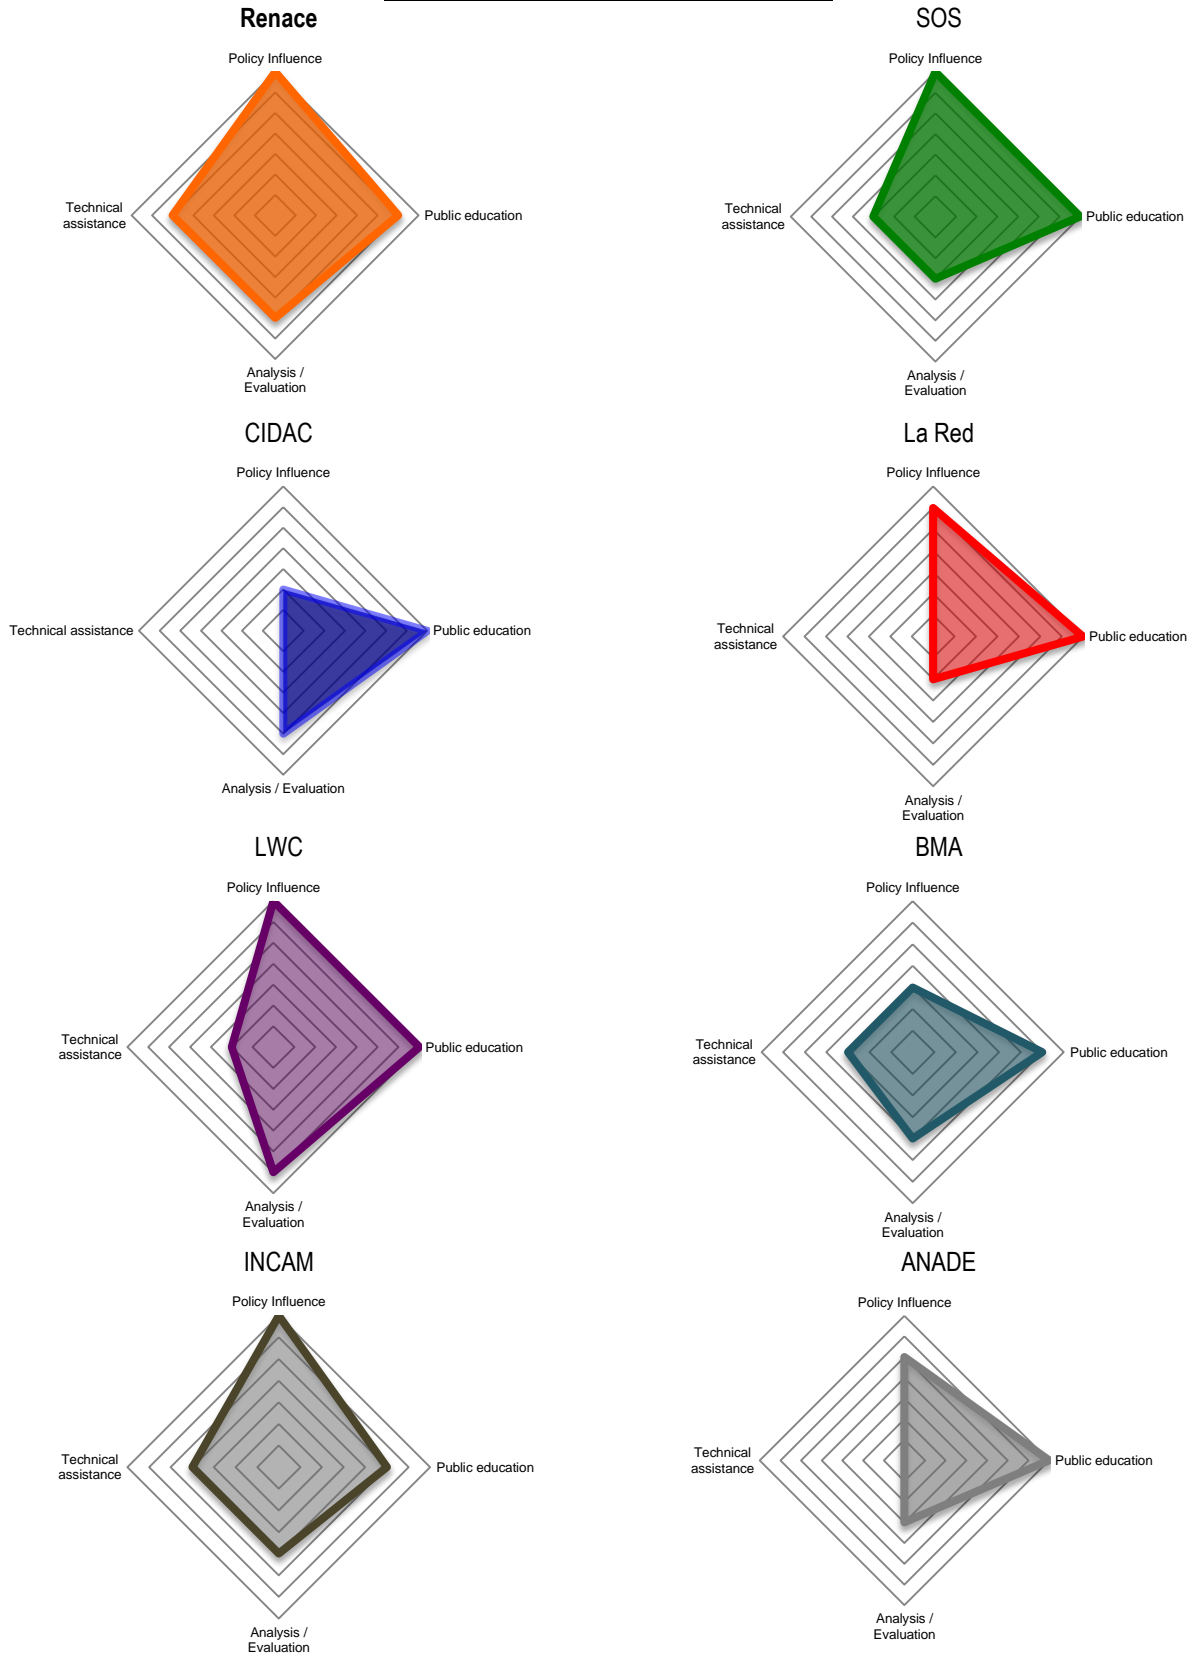 Renace
Policy Influence
Technical
assistance
Public education
Analysis /
Evaluation
SOS
Policy Influence
Technical
assistance
Public education
Analysis /
Evaluation
CIDAC
Policy Influence
Technical assistance
Public education
Analysis / Evaluation
La Red
Policy Influence
Technical
assistance
Public education
Analysis /
Evaluation
LWC
Policy Influence
Technical
assistance
Public education
Analysis /
Evaluation
BMA
Policy Influence
Technical
assistance
Public education
Analysis /
Evaluation
INCAM
Policy Influence
Technical
assistance
Public education
Analysis /
Evaluation
ANADE
Policy Influence
Technical
assistance
Public education
Analysis /
Evaluation